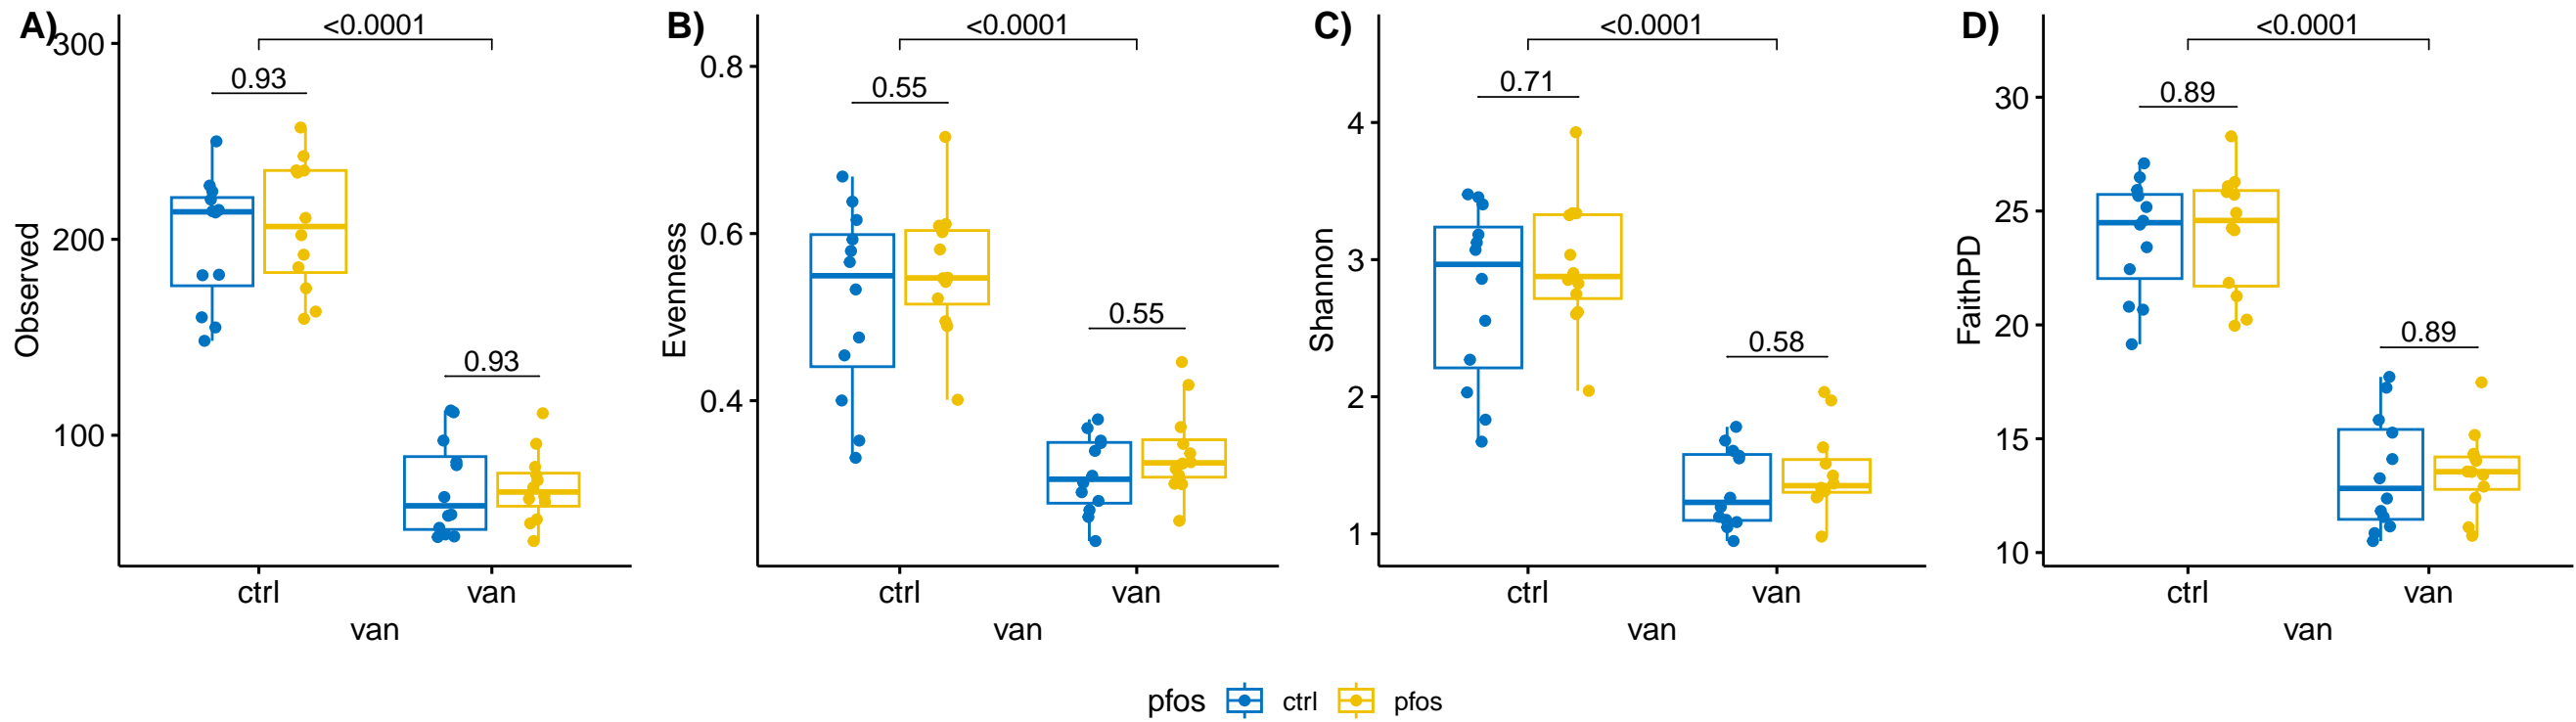 A)
<0.0001
300
0.93
200
0.93
100
Observed
ctrl
van
van
B)
<0.0001
0.8
0.55
0.6
0.55
0.4
Evenness
ctrl
van
van
C)
<0.0001
4
0.71
3
0.58
2
1
Shannon
ctrl
van
van
D)
<0.0001
30
0.89
25
20
0.89
15
10
FaithPD
ctrl
van
van
pfos ctrl pfos